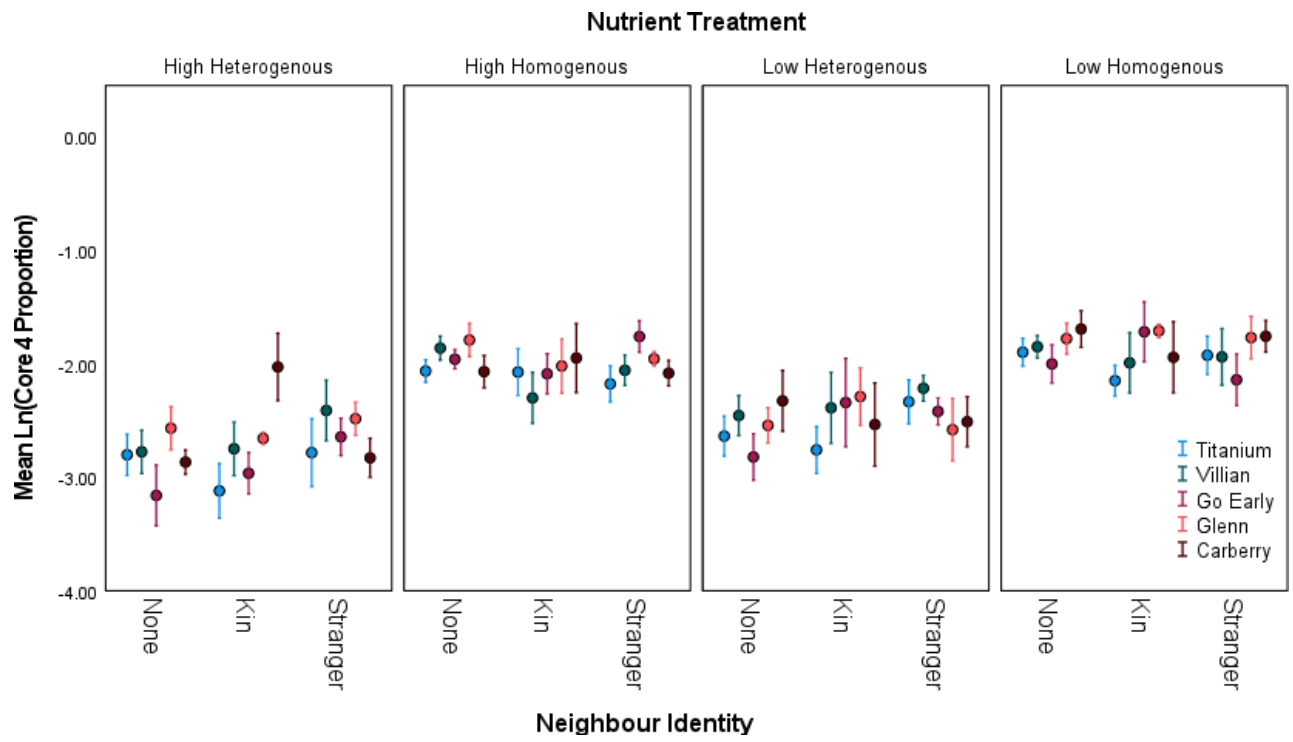 Nutrient Treatment
High Heterogenous
High Homogenous
Low Heterogenous
Low Homogenous
Mean Ln(Core 4 Proportion)
0.00
-1.00
-2.00
-3.00
-4.00
Titanium
Villian
Go Early
Glenn
Carberry
None
Kin
Stranger
None
Kin
Stranger
None
Kin
Stranger
None
Kin
Stranger
Neighbour Identity